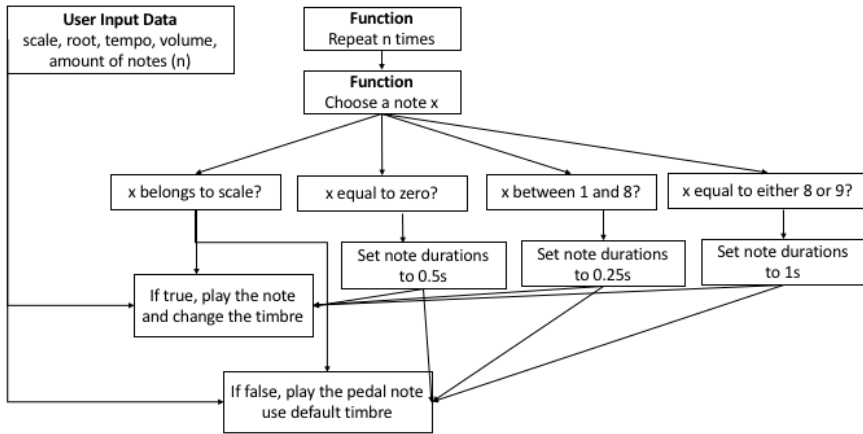 User Input Data
scale, root, tempo, volume,
amount of notes (n)
Function
Repeat n times
Function
Choose a note x
x belongs to scale?
x equal to zero?
x between 1 and 8?
x equal to either 8 or 9?
Set note durations
to 0.5s
Set note durations
to 0.25s
Set note durations
to 1s
If true, play the note
and change the timbre
If false, play the pedal note
use default timbre